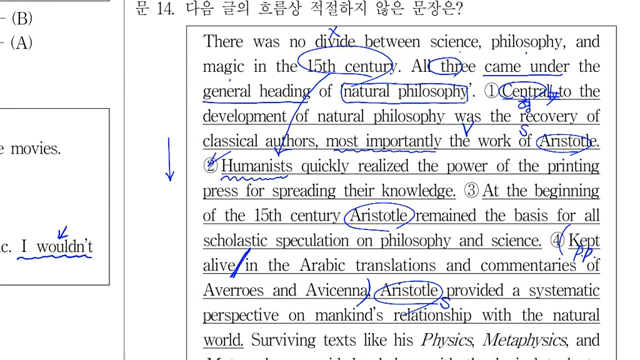 - (B)
- (A)
e movies.
c. I wouldn't
문 14. 다음 글의 흐름상 적절하지 않은 문장은?
There was no divide between science, philosophy, and
magic in the 15th century. All three came under the
general heading of 'natural philosophy'. ① Central to the
development of natural philosophy was the recovery of
classical authors, most importantly the work of Aristotle.
② Humanists quickly realized the power of the printing
press for spreading their knowledge. ③ At the beginning
of the 15th century Aristotle remained the basis for all
scholastic speculation on philosophy and science. ④ Kept
alive in the Arabic translations and commentaries of
Averroes and Avicenna, Aristotle provided a systematic
perspective on mankind's relationship with the natural
world. Surviving texts like his Physics, Metaphysics, and
형
S
V
p.p.
S